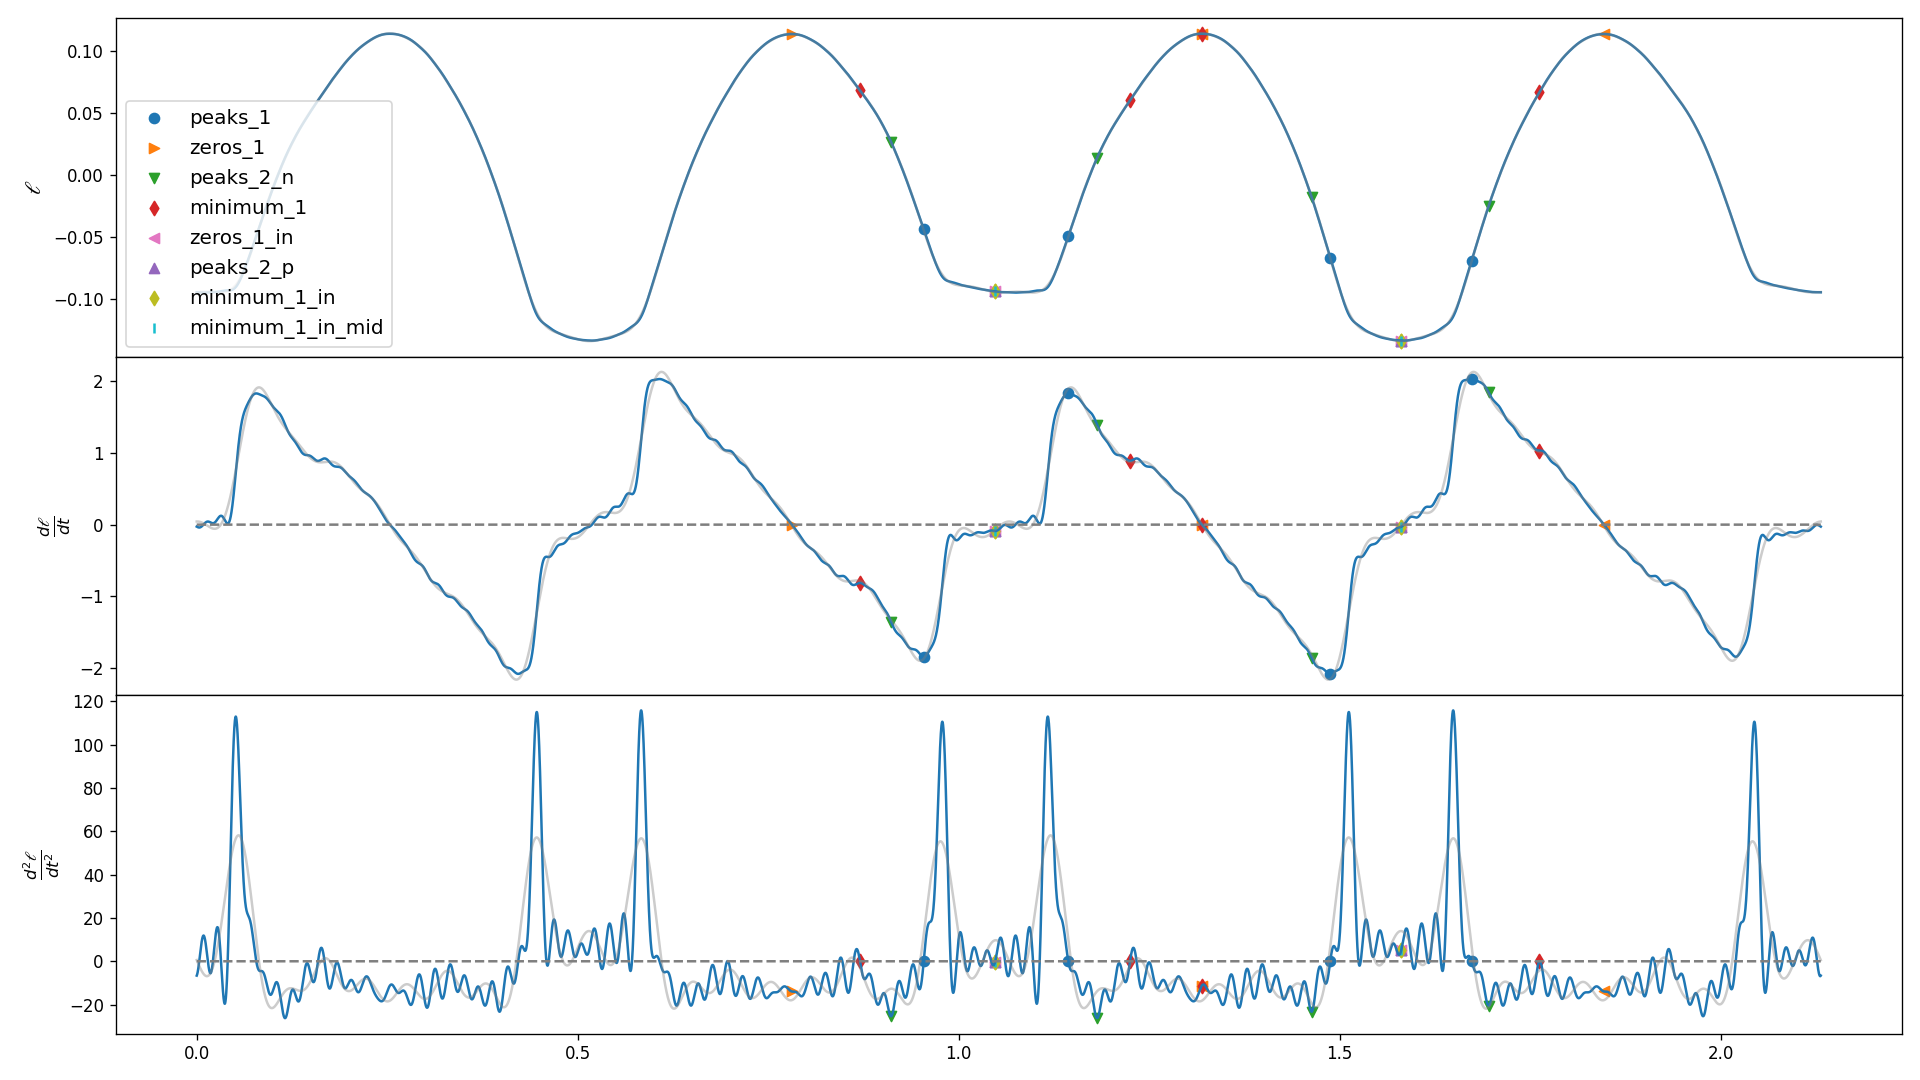 0.10
0.05
0.00
−0.05
−0.10
ℓ
peaks_1
zeros_1
peaks_2_n
minimum_1
zeros_1_in
peaks_2_p
minimum_1_in
minimum_1_in_mid
2
1
0
−1
−2
dℓ
dt
120
100
80
60
40
20
0
−20
d²ℓ
dt²
0.0 0.5 1.0 1.5 2.0